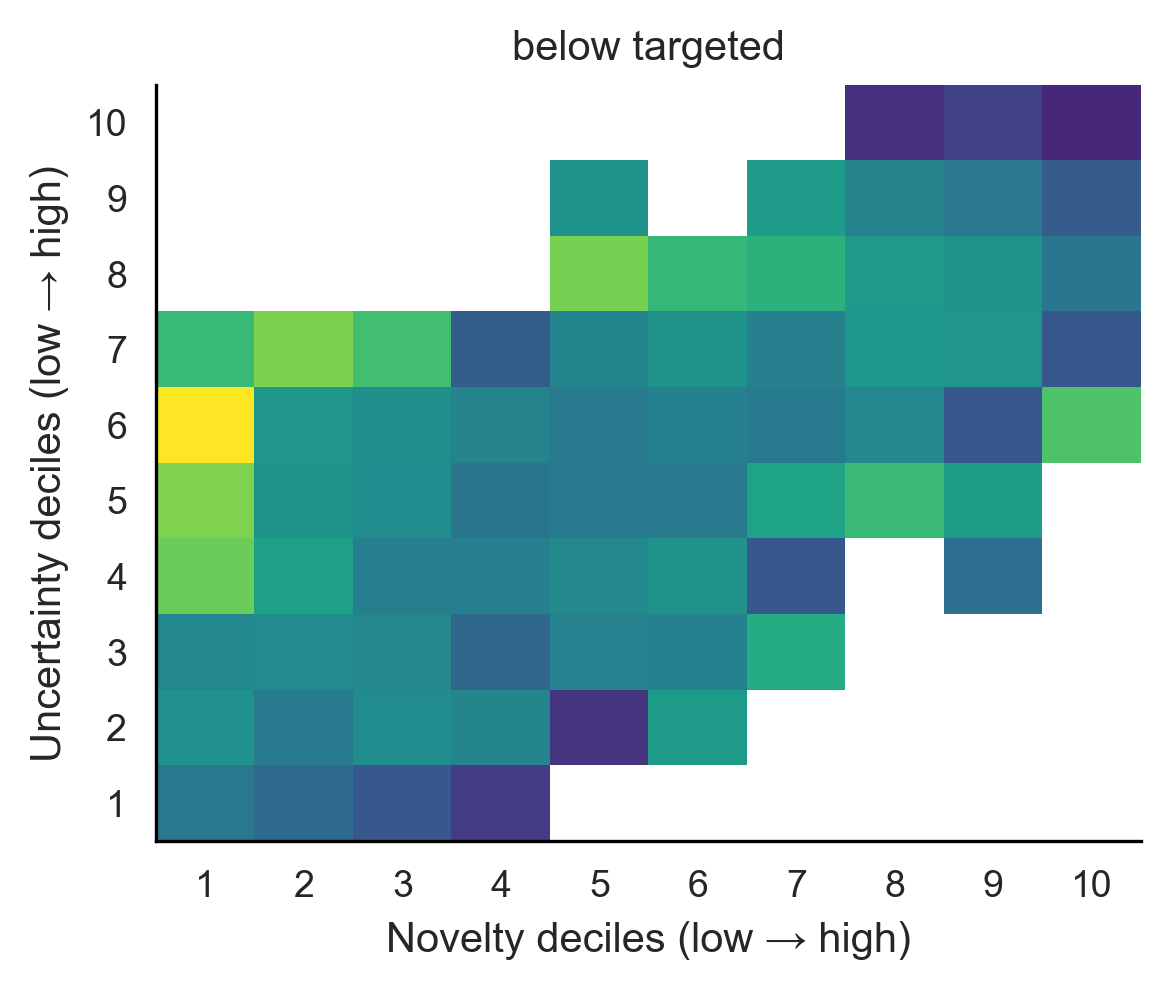 below targeted
10
9
8
7
6
5
4
3
2
1
Uncertainty deciles (low → high)
1 2 3 4 5 6 7 8 9 10
Novelty deciles (low → high)